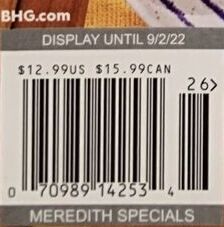 BHG.com
DISPLAY UNTIL 9/2/22
$12.99US $15.99CAN
26>
0 70989 14253 4
MEREDITH SPECIALS